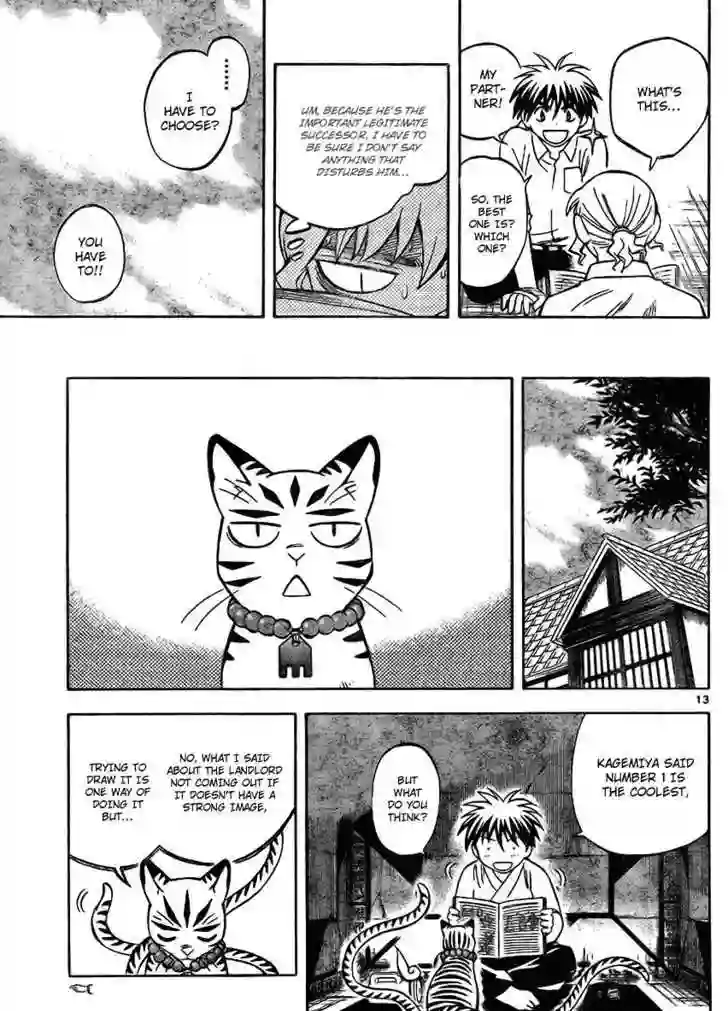 WHAT'S
THIS...
MY
PART-
NER!
SO, THE
BEST
ONE IS?
WHICH
ONE?
UM, BECAUSE HE'S THE
IMPORTANT LEGITIMATE
SUCCESSOR, I HAVE TO
BE SURE I DON'T SAY
ANYTHING THAT
DISTURBS HIM...
........
I
HAVE TO
CHOOSE?
YOU
HAVE
TO!!
13
KAGEMIYA SAID
NUMBER 1 IS
THE COOLEST,
BUT
WHAT DO
YOU
THINK?
NO, WHAT I SAID
ABOUT THE LANDLORD
NOT COMING OUT IF
IT DOESN'T HAVE A
STRONG IMAGE,
TRYING TO
DRAW IT IS
ONE WAY OF
DOING IT
BUT...